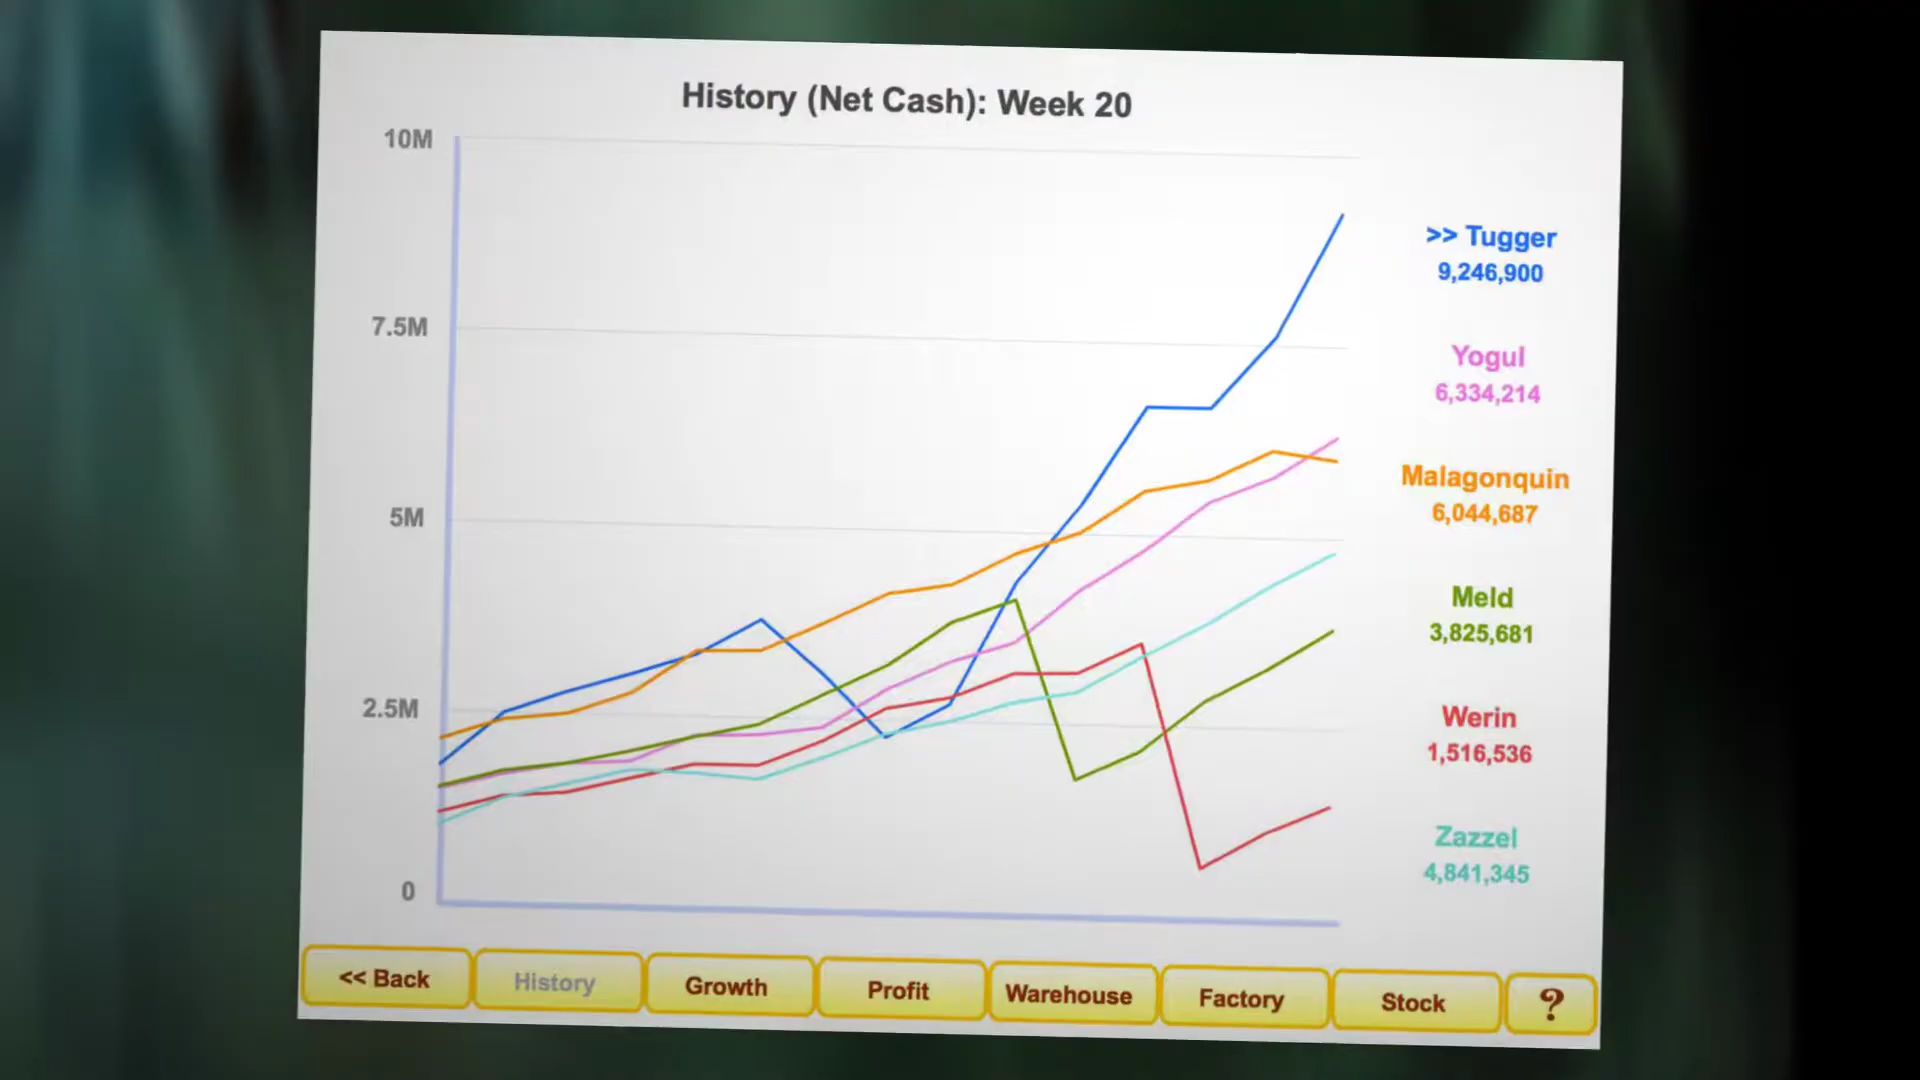 History (Net Cash): Week 20
10M
7.5M
5M
2.5M
0
>> Tugger
9,246,900
Yogul
6,334,214
Malagonquin
6,044,687
Meld
3,825,681
Werin
1,516,536
Zazzel
4,841,345
<< Back
History
Growth
Profit
Warehouse
Factory
Stock
?